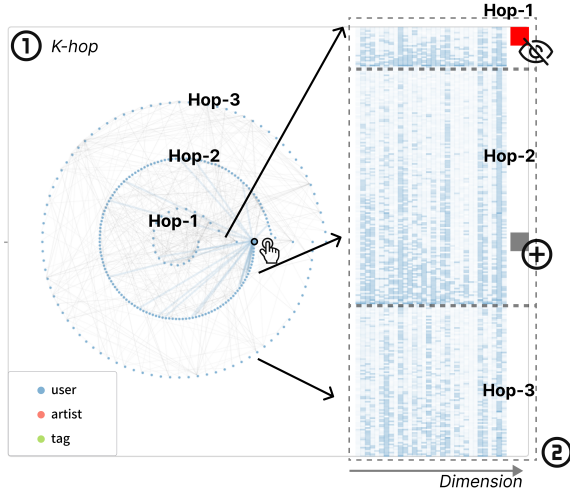 Hop-1
1 K-hop
Hop-3
Hop-2
Hop-2
Hop-1
user
artist
tag
Hop-3
2
Dimension